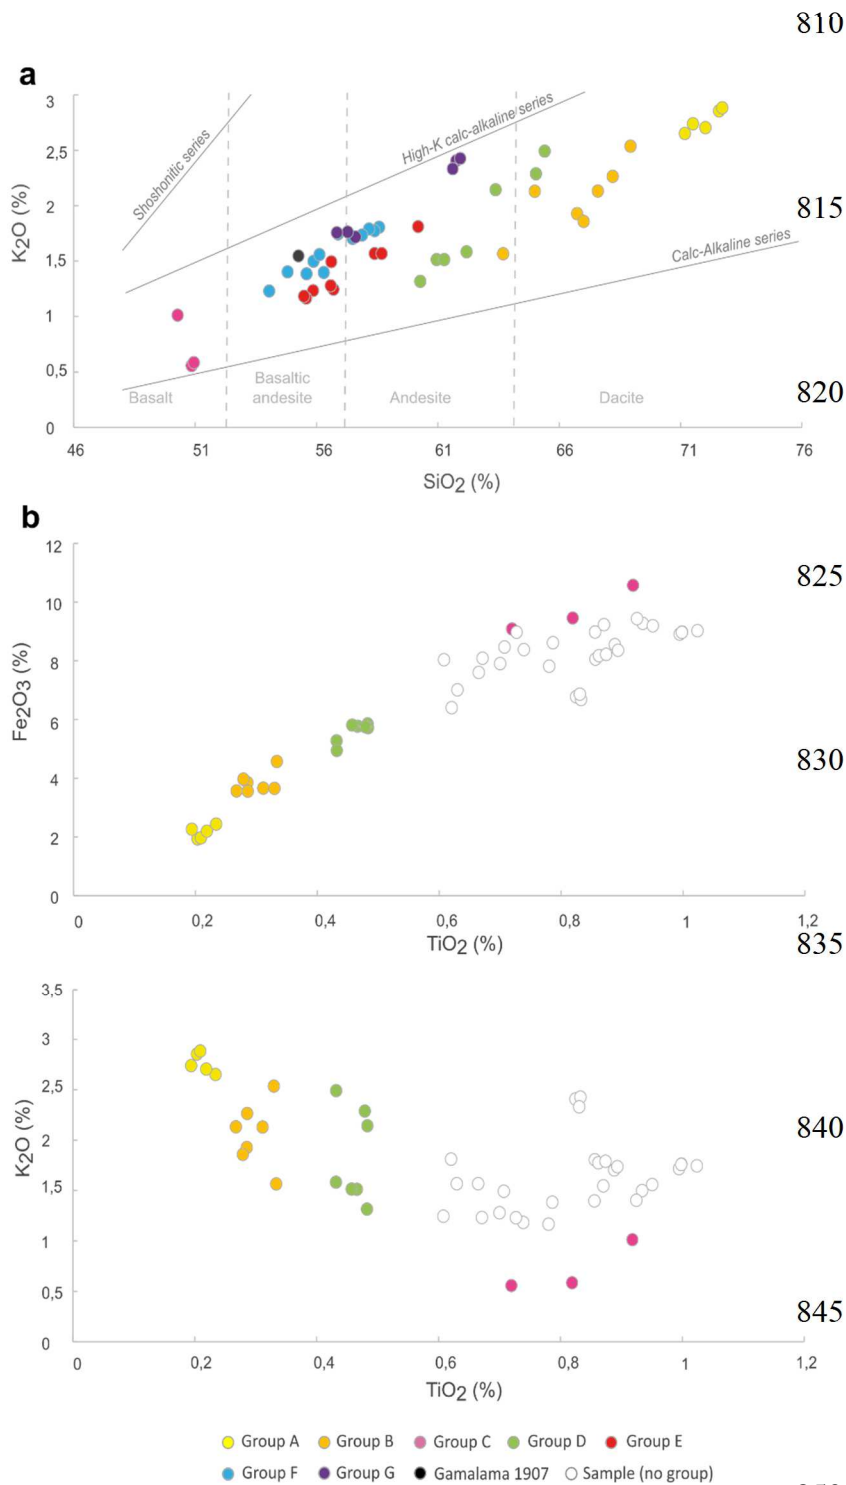 810
a
3
2,5
2
1,5
1
0,5
0
K2O (%)
Shoshonitic series
High-K calc-alkaline series
Calc-Alkaline series
815
820
Basalt
Basaltic
andesite
Andesite
Dacite
46 51 56 61 66 71 76
SiO2 (%)
b
12
10
8
6
4
2
0
Fe2O3 (%)
825
830
0 0,2 0,4 0,6 0,8 1 1,2
TiO2 (%)
835
3,5
3
2,5
2
1,5
1
0,5
0
K2O (%)
840
845
0 0,2 0,4 0,6 0,8 1 1,2
TiO2 (%)
Group A Group B Group C Group D Group E
Group F Group G Gamalama 1907 Sample (no group)